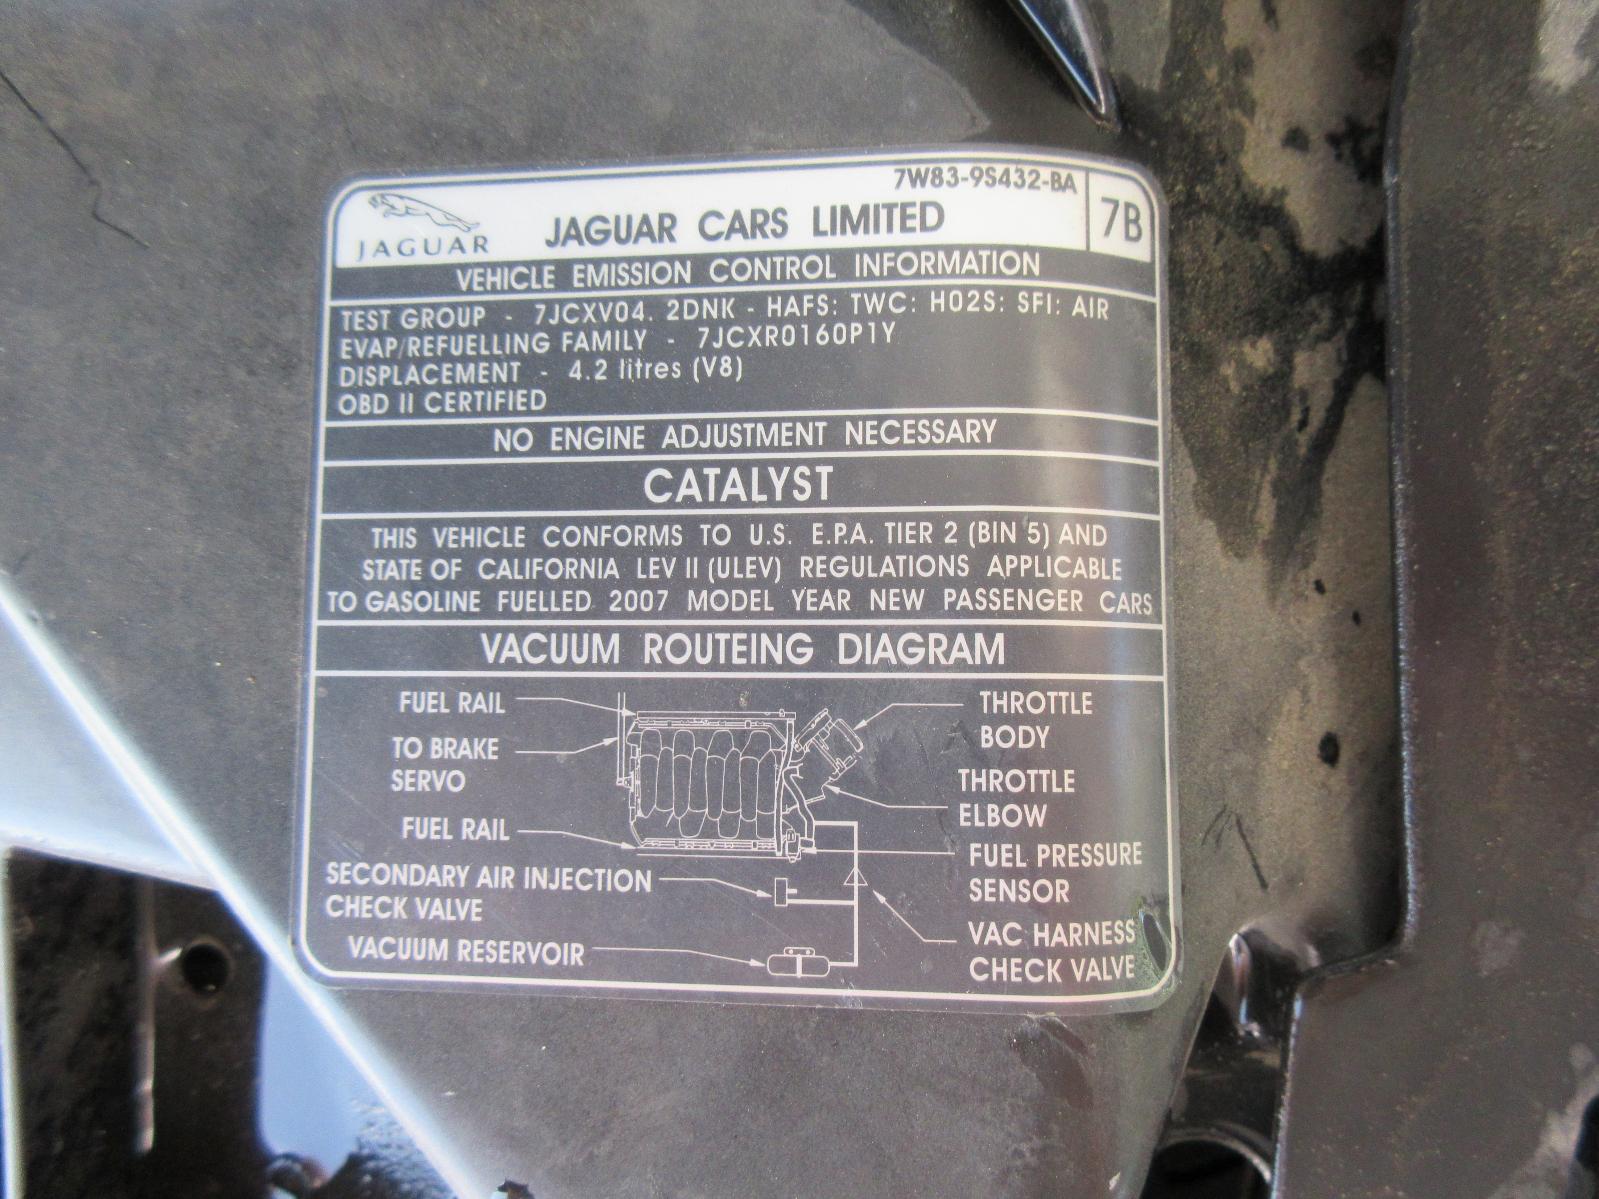 7W83-9S432-BA
JAGUAR
JAGUAR CARS LIMITED
7B
VEHICLE EMISSION CONTROL INFORMATION
TEST GROUP - 7JCXV04. 2DNK - HAFS: TWC: H02S: SFI: AIR
EVAP/REFUELLING FAMILY - 7JCXR0160P1Y
DISPLACEMENT - 4.2 litres (V8)
OBD II CERTIFIED
NO ENGINE ADJUSTMENT NECESSARY
CATALYST
THIS VEHICLE CONFORMS TO U.S. E.P.A. TIER 2 (BIN 5) AND
STATE OF CALIFORNIA LEV II (ULEV) REGULATIONS APPLICABLE
TO GASOLINE FUELLED 2007 MODEL YEAR NEW PASSENGER CARS
VACUUM ROUTEING DIAGRAM
FUEL RAIL
TO BRAKE
SERVO
FUEL RAIL
SECONDARY AIR INJECTION
CHECK VALVE
VACUUM RESERVOIR
THROTTLE
BODY
THROTTLE
ELBOW
FUEL PRESSURE
SENSOR
VAC HARNESS
CHECK VALVE